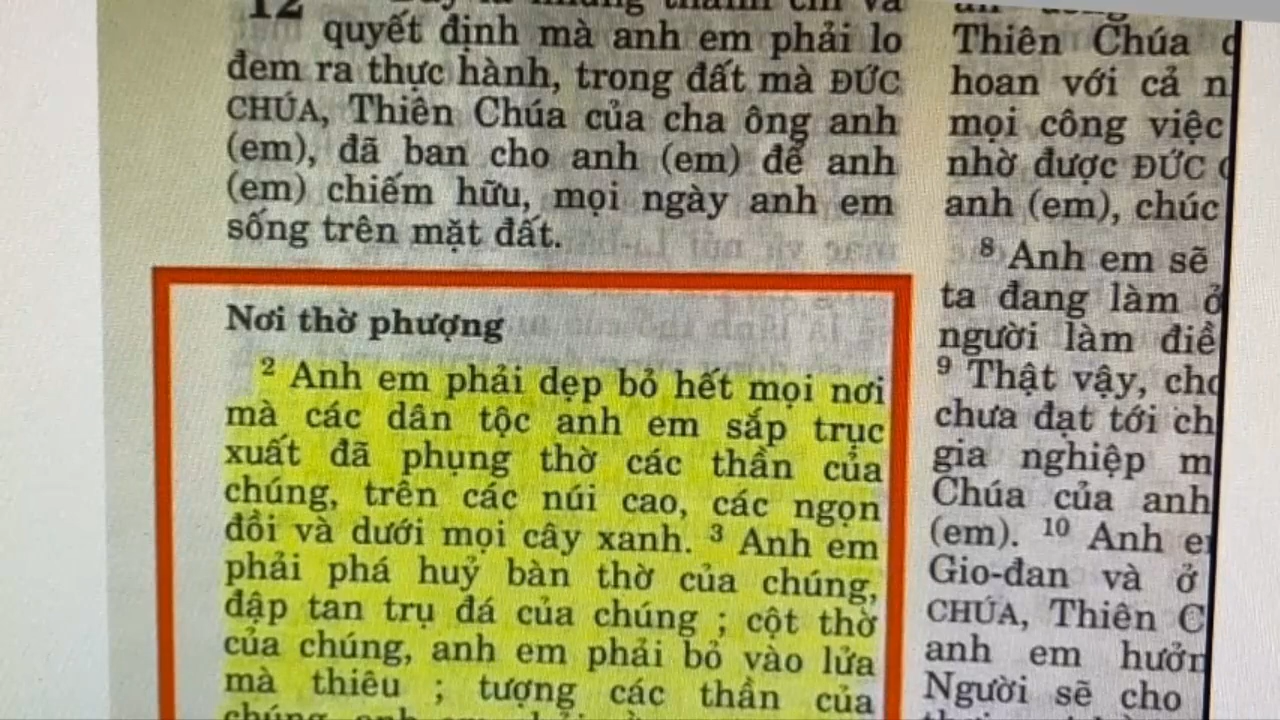 12
quyết định mà anh em phải lo
đem ra thực hành, trong đất mà ĐỨC
CHÚA, Thiên Chúa của cha ông anh
(em), đã ban cho anh (em) để anh
(em) chiếm hữu, mọi ngày anh em
sống trên mặt đất.
Nơi thờ phượng
2 Anh em phải dẹp bỏ hết mọi nơi
mà các dân tộc anh em sắp trục
xuất đã phụng thờ các thần của
chúng, trên các núi cao, các ngọn
đồi và dưới mọi cây xanh. 3 Anh em
phải phá huỷ bàn thờ của chúng,
đập tan trụ đá của chúng ; cột thờ
của chúng, anh em phải bỏ vào lửa
mà thiêu ; tượng các thần của
Thiên Chúa
hoan với cả
mọi công việc
nhờ được ĐỨC
anh (em), chúc
8 Anh em sẽ
ta đang làm ở
người làm
9 Thật vậy,
chưa đạt tới
gia nghiệp
Chúa của anh
(em). 10 Anh
Gio-đan và ở
CHÚA, Thiên
anh em
Người sẽ cho